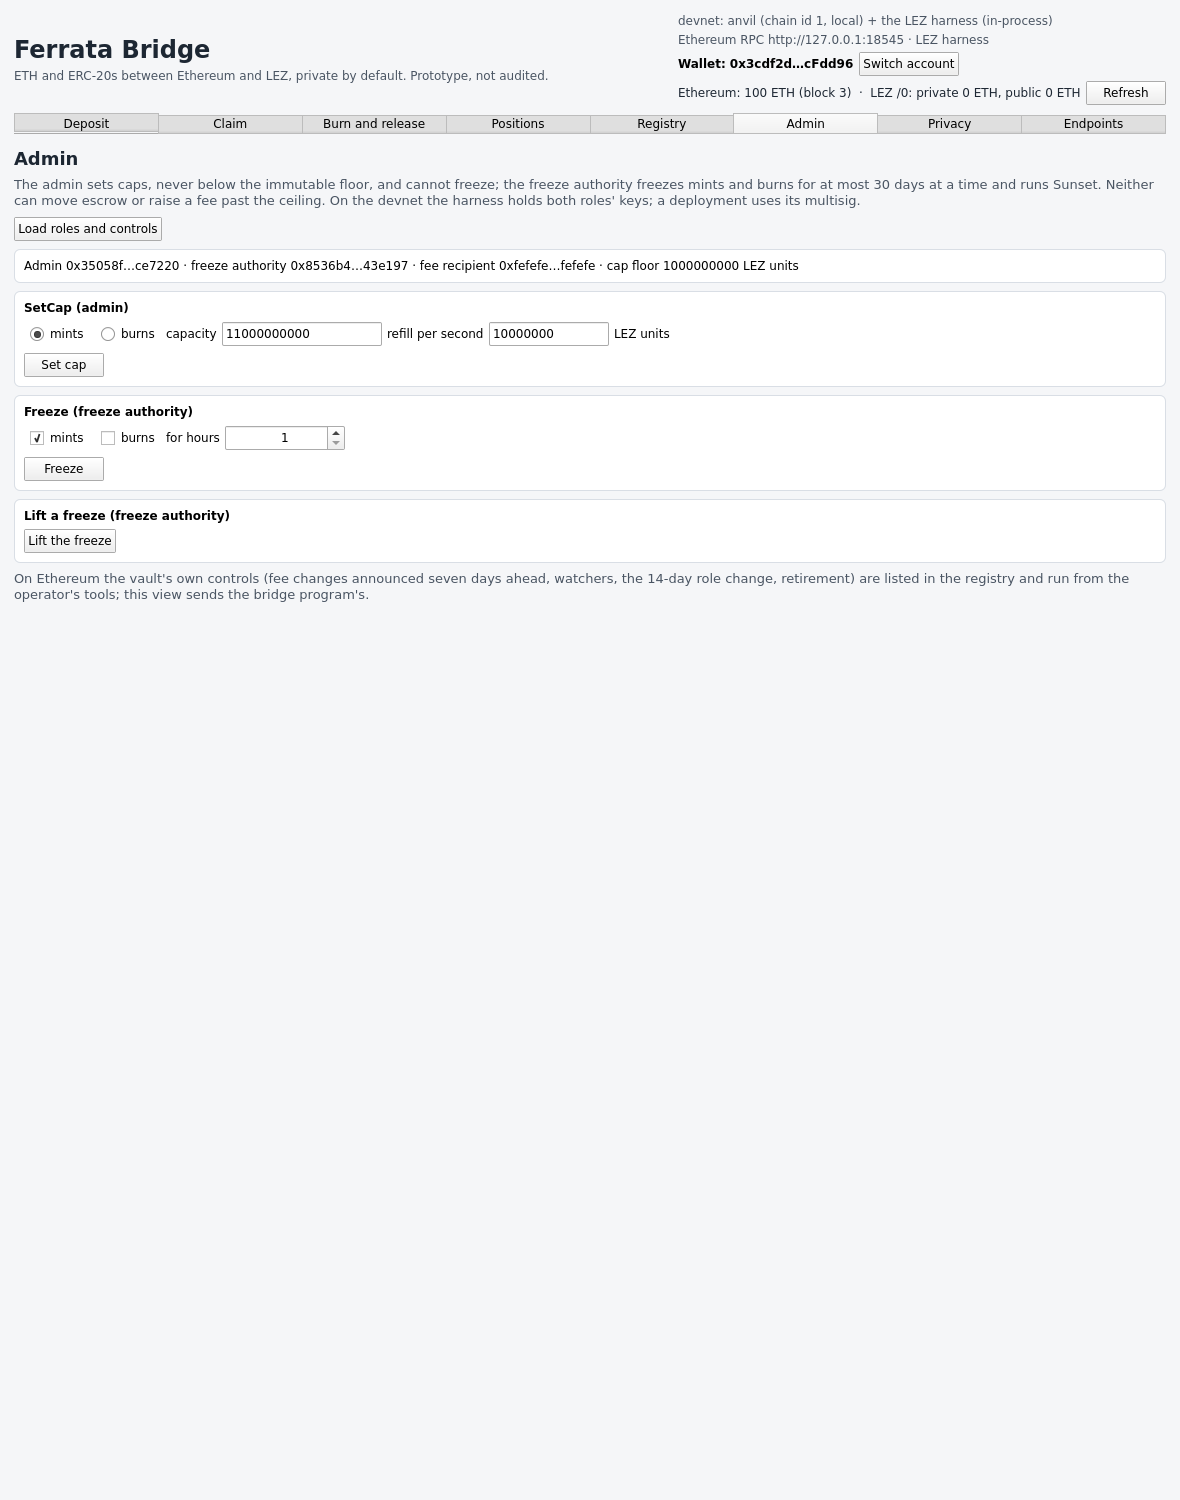 Ferrata Bridge
ETH and ERC-20s between Ethereum and LEZ, private by default. Prototype, not audited.
devnet: anvil (chain id 1, local) + the LEZ harness (in-process)
Ethereum RPC http://127.0.0.1:18545 · LEZ harness
Wallet: 0x3cdf2d…cFdd96 Switch account
Ethereum: 100 ETH (block 3) · LEZ /0: private 0 ETH, public 0 ETH Refresh
Deposit Claim Burn and release Positions Registry Admin Privacy Endpoints
Admin
The admin sets caps, never below the immutable floor, and cannot freeze; the freeze authority freezes mints and burns for at most 30 days at a time and runs Sunset. Neither
can move escrow or raise a fee past the ceiling. On the devnet the harness holds both roles' keys; a deployment uses its multisig.
Load roles and controls
Admin 0x35058f…ce7220 · freeze authority 0x8536b4…43e197 · fee recipient 0xfefefe…fefefe · cap floor 1000000000 LEZ units
SetCap (admin)
mints burns capacity 11000000000 refill per second 10000000 LEZ units
Set cap
Freeze (freeze authority)
mints burns for hours 1
Freeze
Lift a freeze (freeze authority)
Lift the freeze
On Ethereum the vault's own controls (fee changes announced seven days ahead, watchers, the 14-day role change, retirement) are listed in the registry and run from the
operator's tools; this view sends the bridge program's.